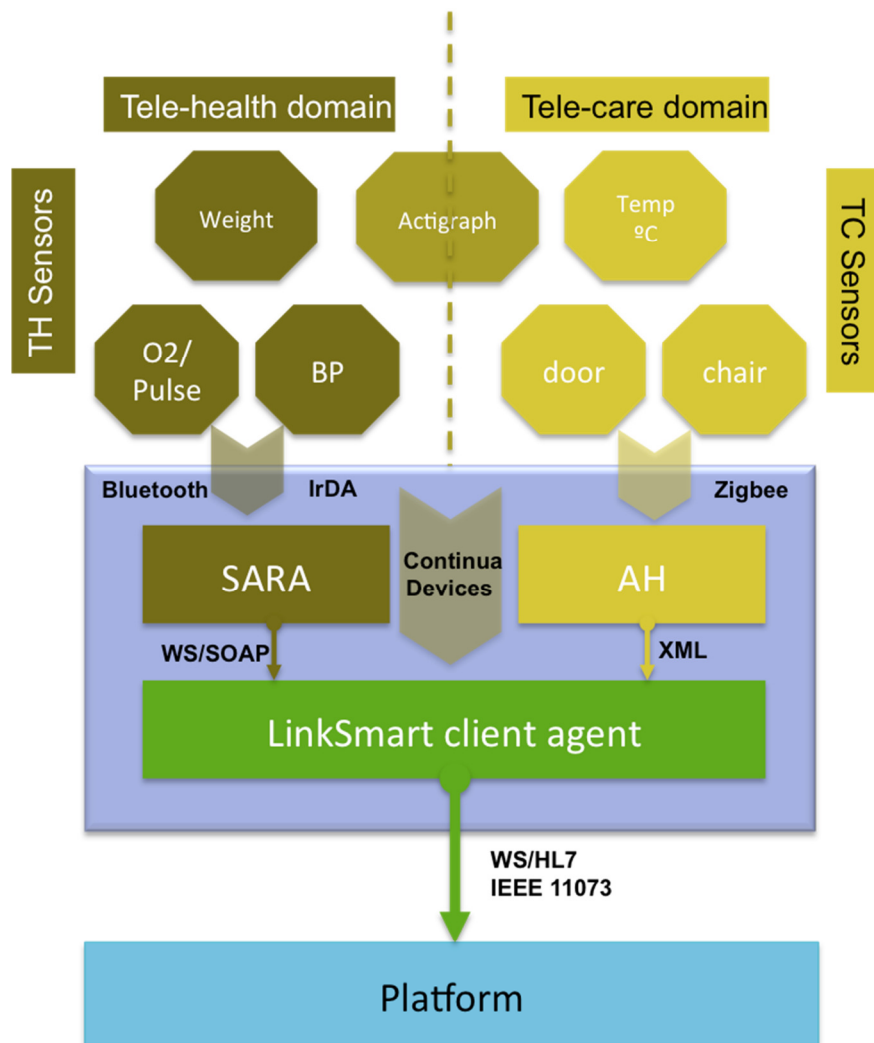 Tele-health domain
Tele-care domain
TH Sensors
TC Sensors
Weight
Actigraph
Temp
ºC
O2/
Pulse
BP
door
chair
Bluetooth
IrDA
Zigbee
SARA
Continua
Devices
AH
WS/SOAP
XML
LinkSmart client agent
WS/HL7
IEEE 11073
Platform